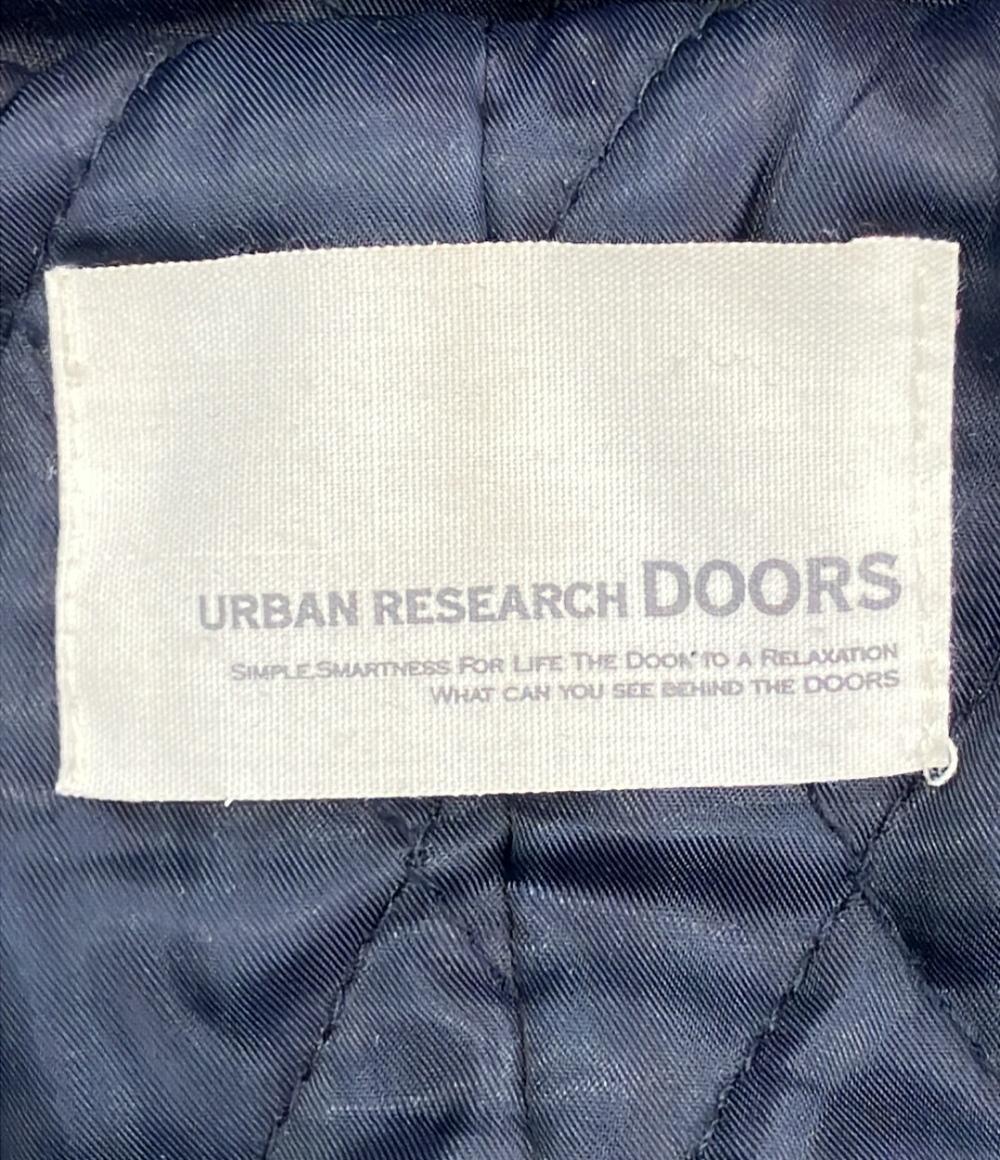 URBAN RESEARCH DOORS
SIMPLE,SMARTNESS FOR LIFE THE DOOR TO A RELAXATION
WHAT CAN YOU SEE BEHIND THE DOORS